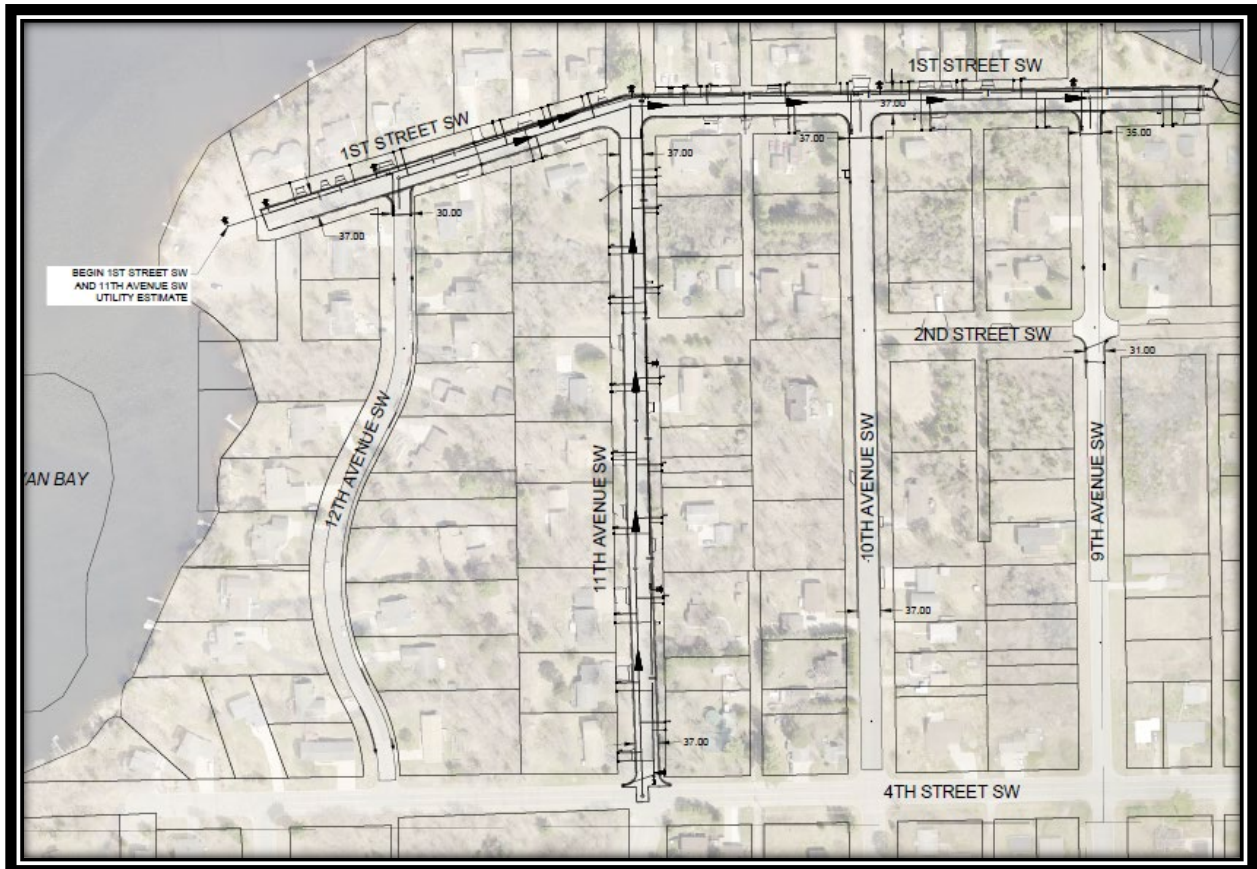 1ST STREET SW
37.00
1ST STREET SW
37.00
37.00
35.00
30.00
37.00
BEGIN 1ST STREET SW
AND 11TH AVENUE SW
UTILITY ESTIMATE
2ND STREET SW
31.00
12TH AVENUE SW
11TH AVENUE SW
10TH AVENUE SW
9TH AVENUE SW
BAY
37.00
37.00
4TH STREET SW